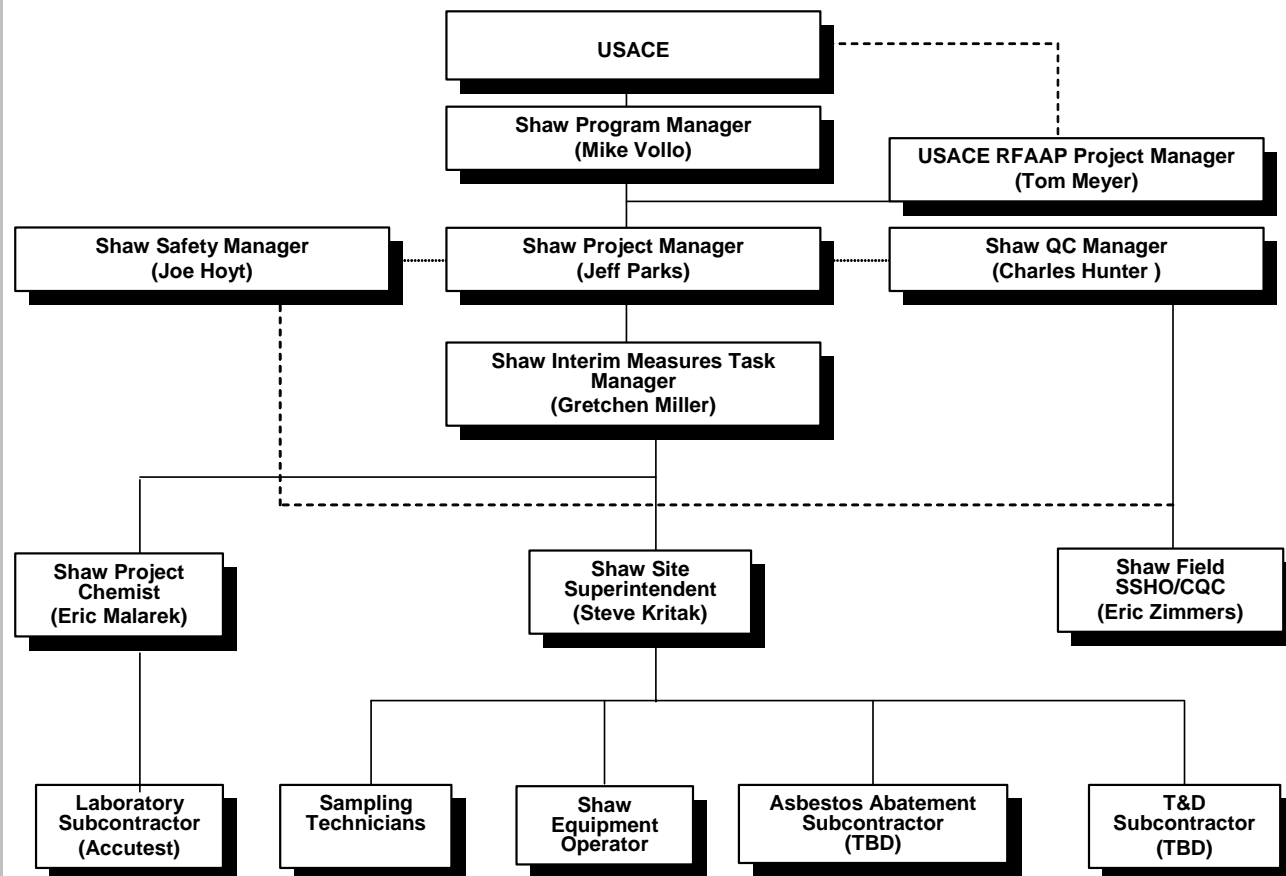 USACE
Shaw Program Manager
(Mike Vollo)
USACE RFAAP Project Manager
(Tom Meyer)
Shaw Safety Manager
(Joe Hoyt)
Shaw Project Manager
(Jeff Parks)
Shaw QC Manager
(Charles Hunter )
Shaw Interim Measures Task
Manager
(Gretchen Miller)
Shaw Project
Chemist
(Eric Malarek)
Shaw Site
Superintendent
(Steve Kritak)
Shaw Field
SSHO/CQC
(Eric Zimmers)
Laboratory
Subcontractor
(Accutest)
Sampling
Technicians
Shaw
Equipment
Operator
Asbestos Abatement
Subcontractor
(TBD)
T&D
Subcontractor
(TBD)